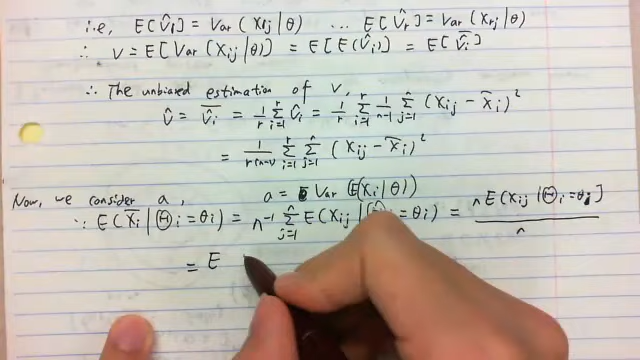 i.e, E[V̂₁] = Var(X₁ⱼ|θ) ... E[V̂ᵣ] = Var(Xᵣⱼ|θ)
∴ v = E[Var(Xᵢⱼ|θ)] = E[E(V̂ᵢ)] = E[V̂̄ᵢ]
∴ The unbiased estimation of v,
v̂ = V̂̄ᵢ = 1/r Σᵢ₌₁ʳ v̂ᵢ = 1/r Σᵢ₌₁ʳ 1/(n-1) Σⱼ₌₁ⁿ (Xᵢⱼ - X̄ᵢ)²
= 1/(r(n-1)) Σᵢ₌₁ʳ Σⱼ₌₁ⁿ (Xᵢⱼ - X̄ᵢ)²
Now, we consider a, a = Var(E(Xᵢ|θ))
∵ E(X̄ᵢ|Θᵢ=θᵢ) = n⁻¹ Σⱼ₌₁ⁿ E(Xᵢⱼ|Θᵢ=θᵢ) = nE(Xᵢⱼ|Θᵢ=θᵢ]/n
= E